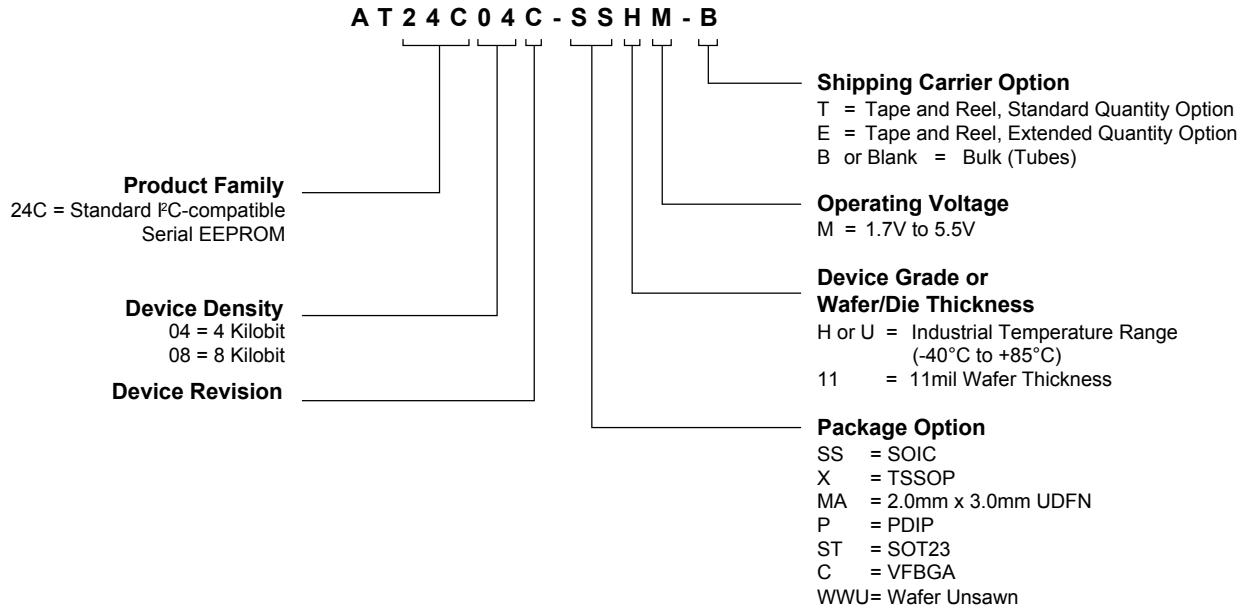 AT24C04C-SSHM-B
Shipping Carrier Option
T = Tape and Reel, Standard Quantity Option
E = Tape and Reel, Extended Quantity Option
B or Blank = Bulk (Tubes)
Product Family
24C = Standard I²C-compatible
Serial EEPROM
Operating Voltage
M = 1.7V to 5.5V
Device Density
04 = 4 Kilobit
08 = 8 Kilobit
Device Grade or
Wafer/Die Thickness
H or U = Industrial Temperature Range
(-40°C to +85°C)
11 = 11mil Wafer Thickness
Device Revision
Package Option
SS = SOIC
X = TSSOP
MA = 2.0mm x 3.0mm UDFN
P = PDIP
ST = SOT23
C = VFBGA
WWU= Wafer Unsawn